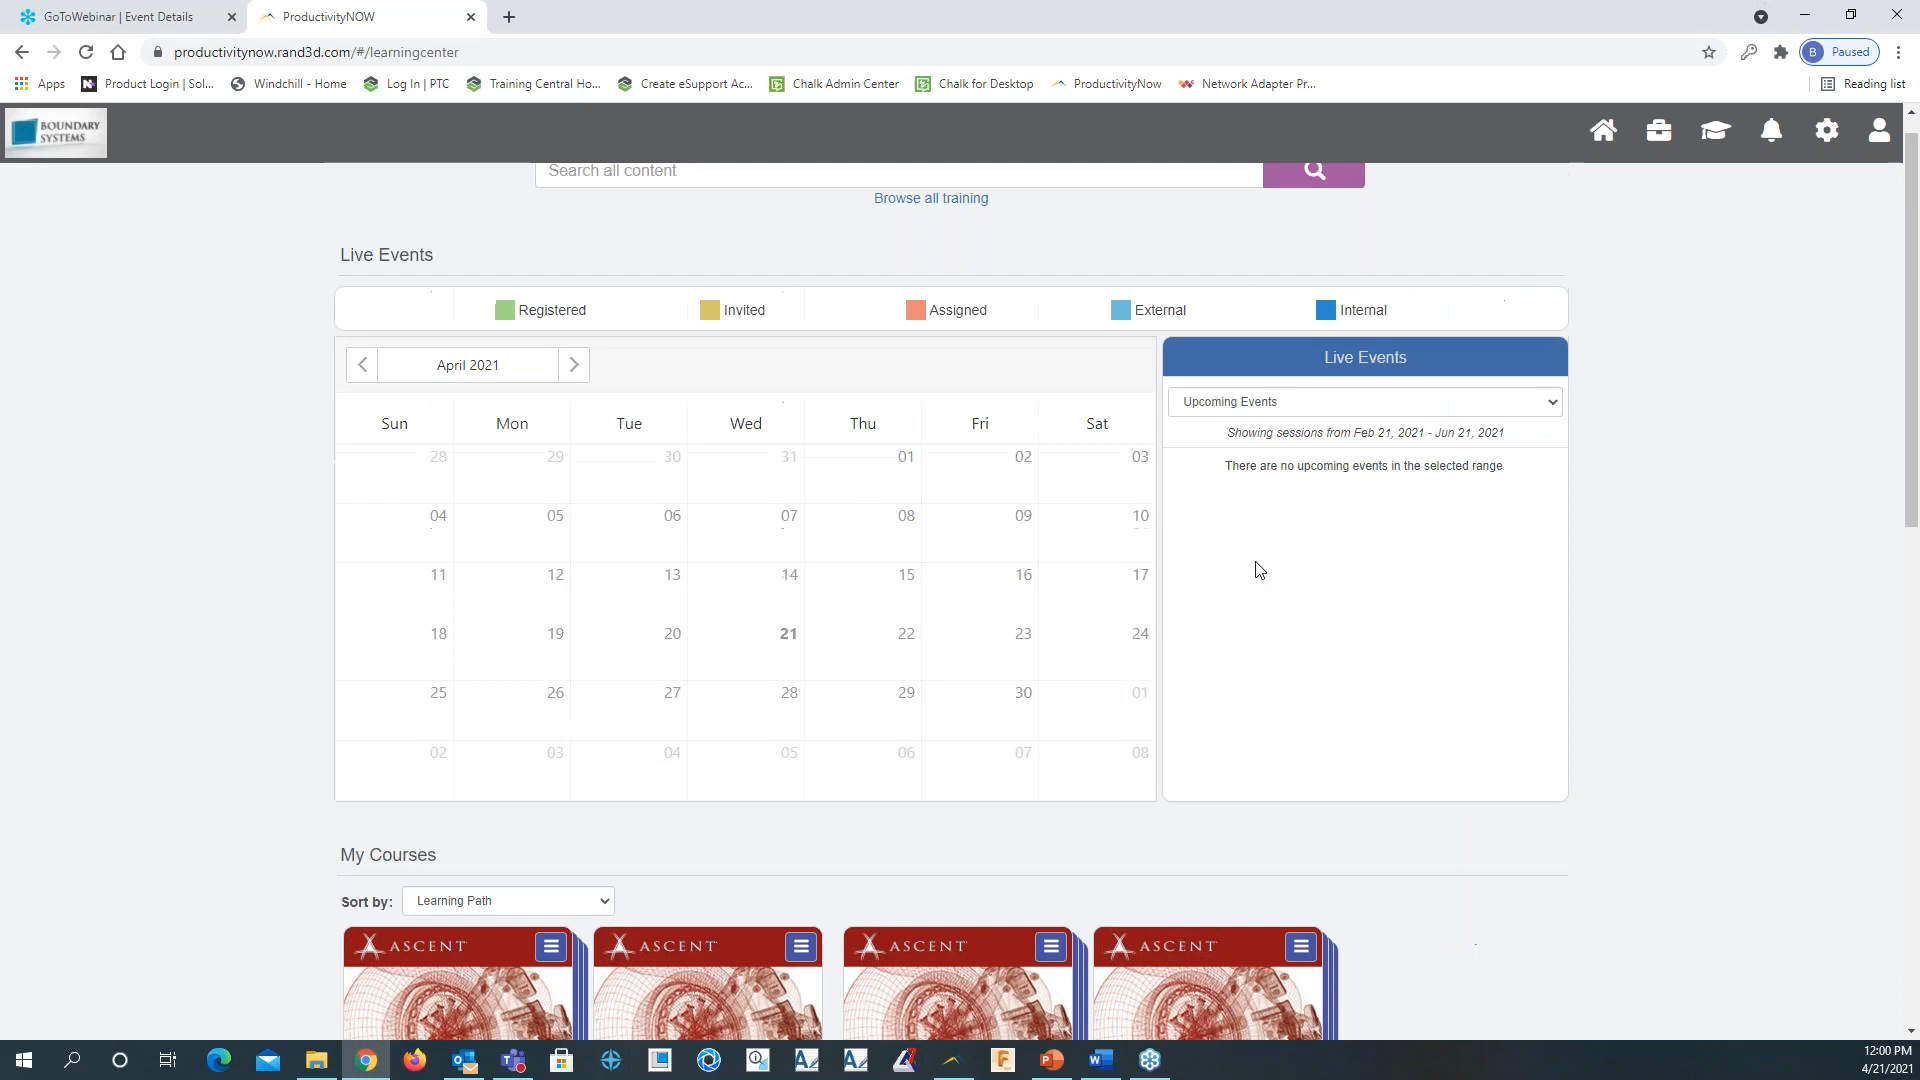 GoToWebinar | Event Details
ProductivityNOW
productivitynow.rand3d.com/#/learningcenter
B Paused
Apps
Product Login | Sol...
Windchill - Home
Log In | PTC
Training Central Ho...
Create eSupport Ac...
Chalk Admin Center
Chalk for Desktop
ProductivityNow
Network Adapter Pr...
Reading list
BOUNDARY
SYSTEMS
Search all content
Browse all training
Live Events
Registered
Invited
Assigned
External
Internal
April 2021
Sun Mon Tue Wed Thu Fri Sat
28 29 30 31 01 02 03
04 05 06 07 08 09 10
11 12 13 14 15 16 17
18 19 20 21 22 23 24
25 26 27 28 29 30 01
02 03 04 05 06 07 08
Live Events
Upcoming Events
Showing sessions from Feb 21, 2021 - Jun 21, 2021
There are no upcoming events in the selected range
My Courses
Sort by: Learning Path
ASCENT
ASCENT
ASCENT
ASCENT
12:00 PM
4/21/2021